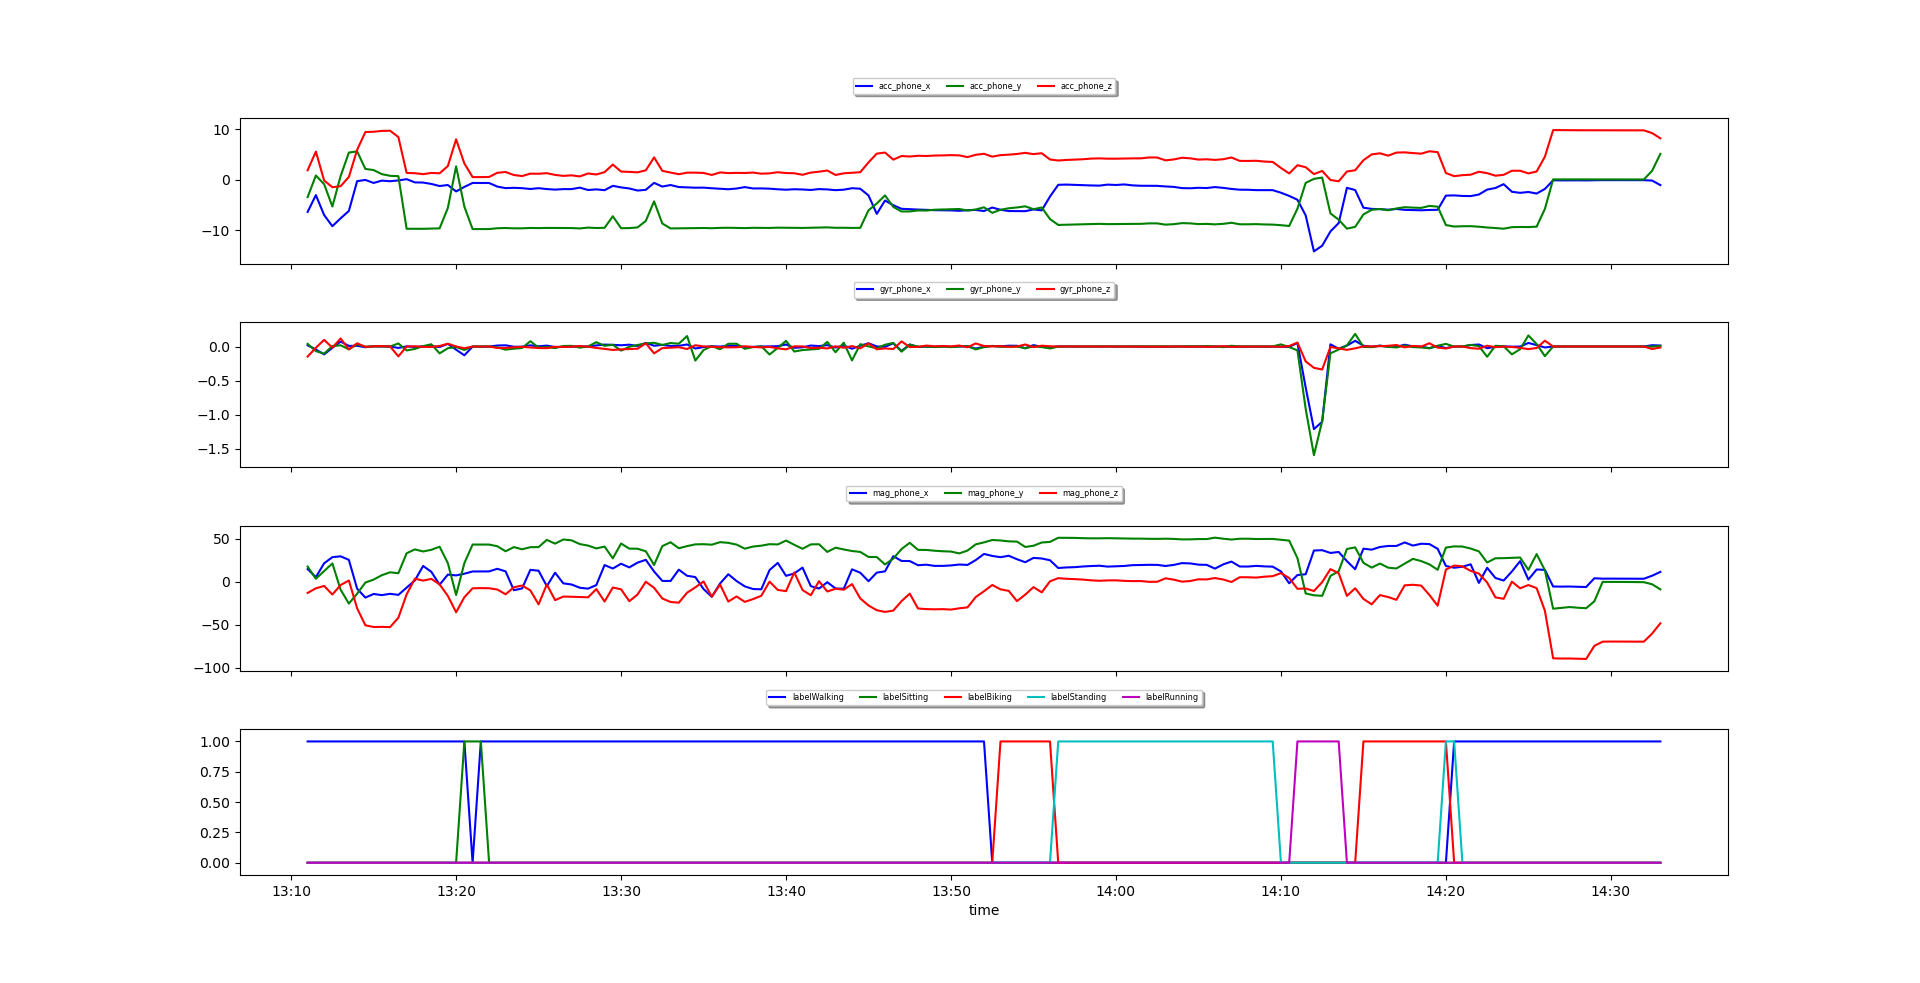 acc_phone_x acc_phone_y acc_phone_z
10
0
−10
gyr_phone_x gyr_phone_y gyr_phone_z
0.0
−0.5
−1.0
−1.5
mag_phone_x mag_phone_y mag_phone_z
50
0
−50
−100
labelWalking labelSitting labelBiking labelStanding labelRunning
1.00
0.75
0.50
0.25
0.00
13:10 13:20 13:30 13:40 13:50 14:00 14:10 14:20 14:30
time